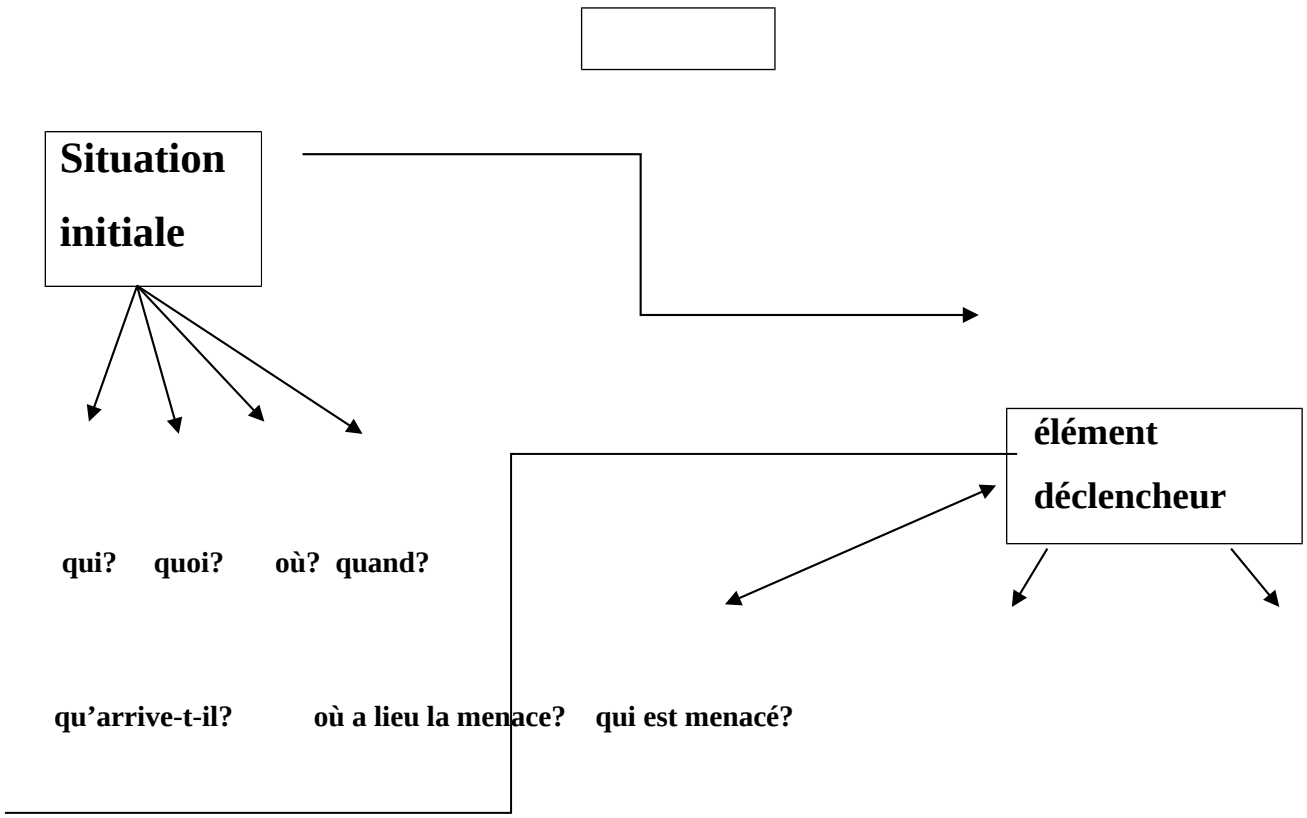 Situation
initiale
élément
déclencheur
qui? quoi? où? quand?
qu’arrive-t-il? où a lieu la menace? qui est menacé?